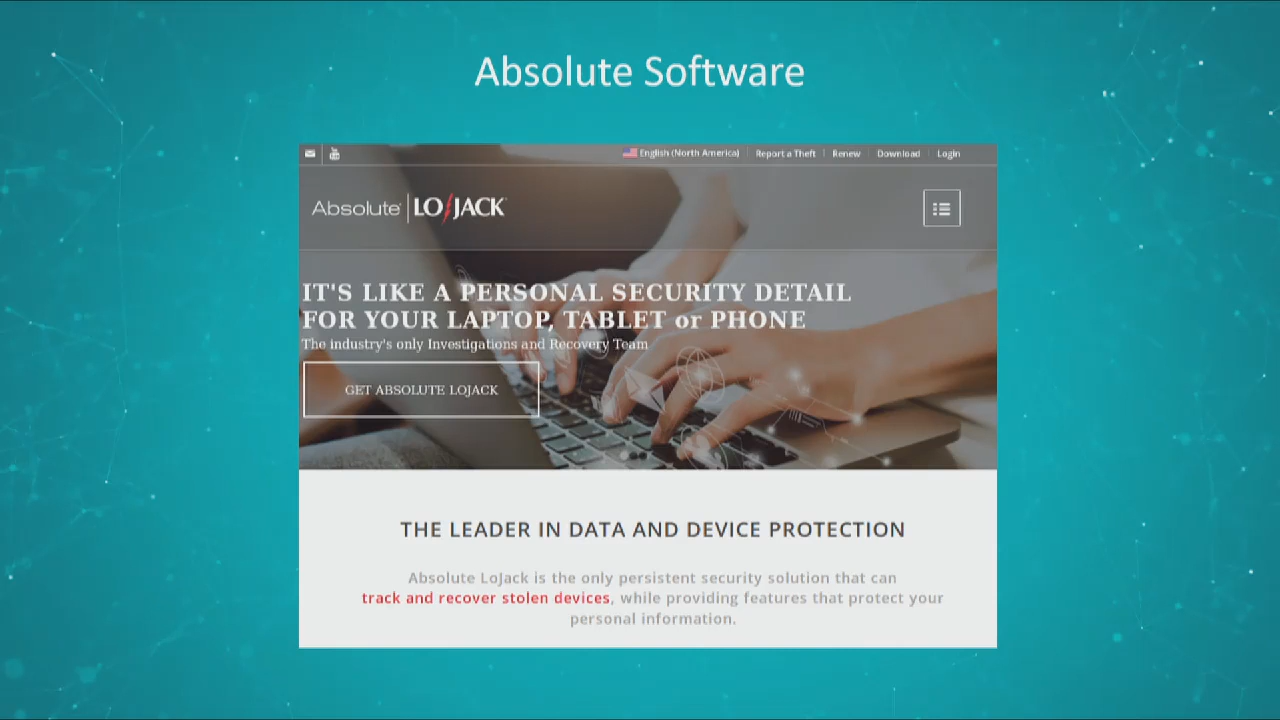 Absolute Software
English (North America) Report a Theft Renew Download Login
Absolute LOJACK
IT'S LIKE A PERSONAL SECURITY DETAIL
FOR YOUR LAPTOP, TABLET or PHONE
The industry's only Investigations and Recovery Team
GET ABSOLUTE LOJACK
THE LEADER IN DATA AND DEVICE PROTECTION
Absolute LoJack is the only persistent security solution that can
track and recover stolen devices, while providing features that protect your
personal information.